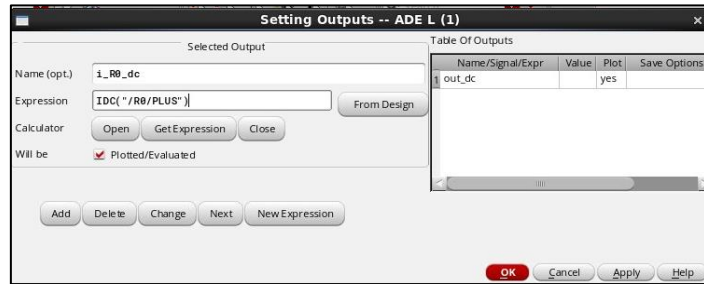 Setting Outputs -- ADE L (1)
Selected Output
Name (opt.) i_R0_dc
Expression IDC("/R0/PLUS") From Design
Calculator Open Get Expression Close
Will be Plotted/Evaluated
Add Delete Change Next New Expression
Table Of Outputs
Name/Signal/Expr Value Plot Save Options
1 out_dc yes
OK Cancel Apply Help